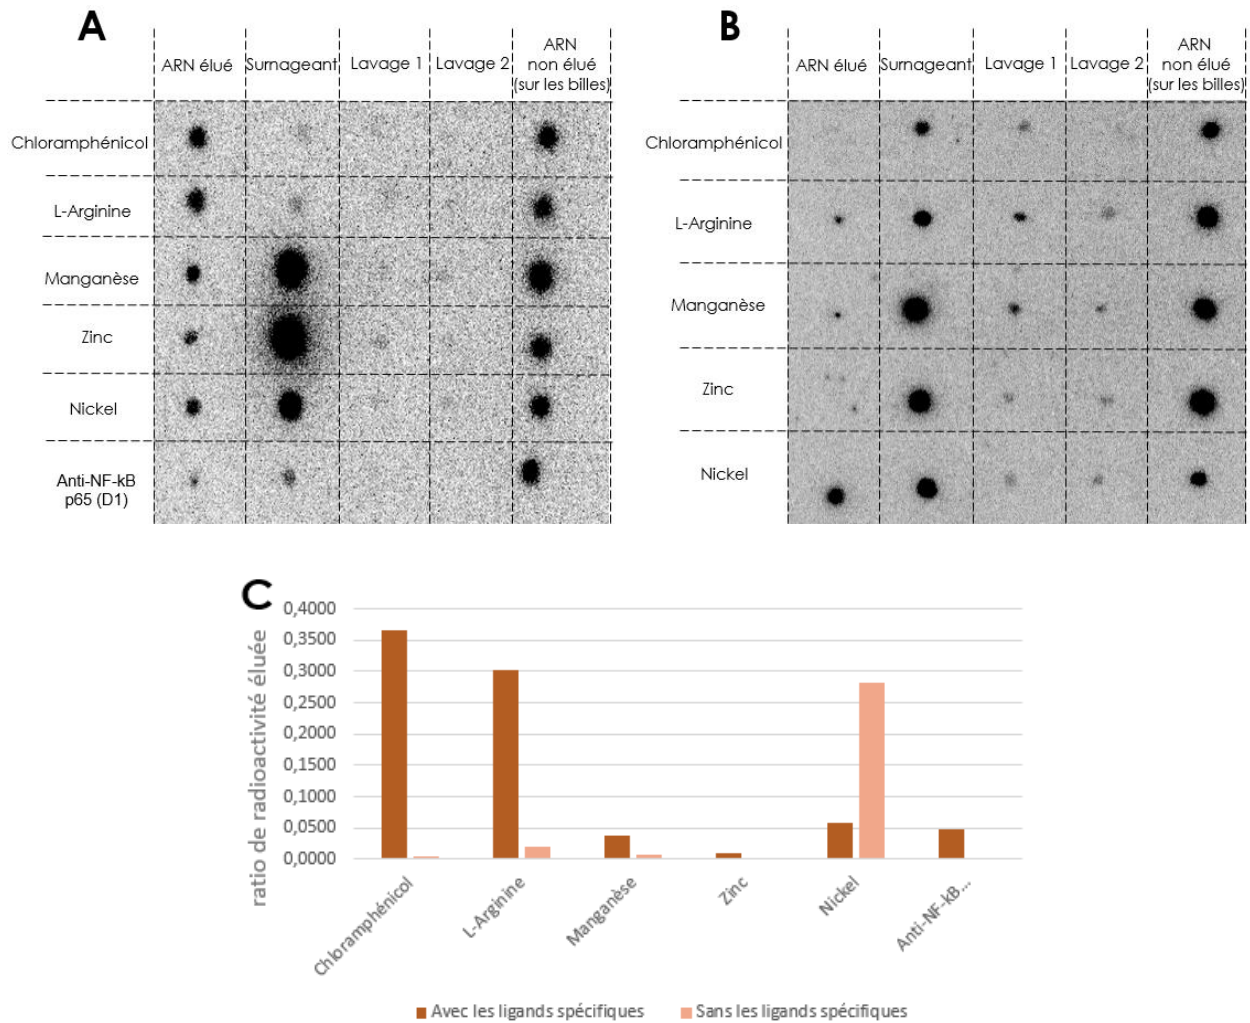 A
ARN élué
Surnageant
Lavage 1
Lavage 2
ARN
non élué
(sur les billes)
Chloramphénicol
L-Arginine
Manganèse
Zinc
Nickel
Anti-NF-kB
p65 (D1)
B
ARN élué
Surnageant
Lavage 1
Lavage 2
ARN
non élué
(sur les billes)
Chloramphénicol
L-Arginine
Manganèse
Zinc
Nickel
C
ratio de radioactivité éluée
0,4000
0,3500
0,3000
0,2500
0,2000
0,1500
0,1000
0,0500
0,0000
Chloramphénicol
L-Arginine
Manganèse
Zinc
Nickel
Anti-NF-kB...
Avec les ligands spécifiques
Sans les ligands spécifiques